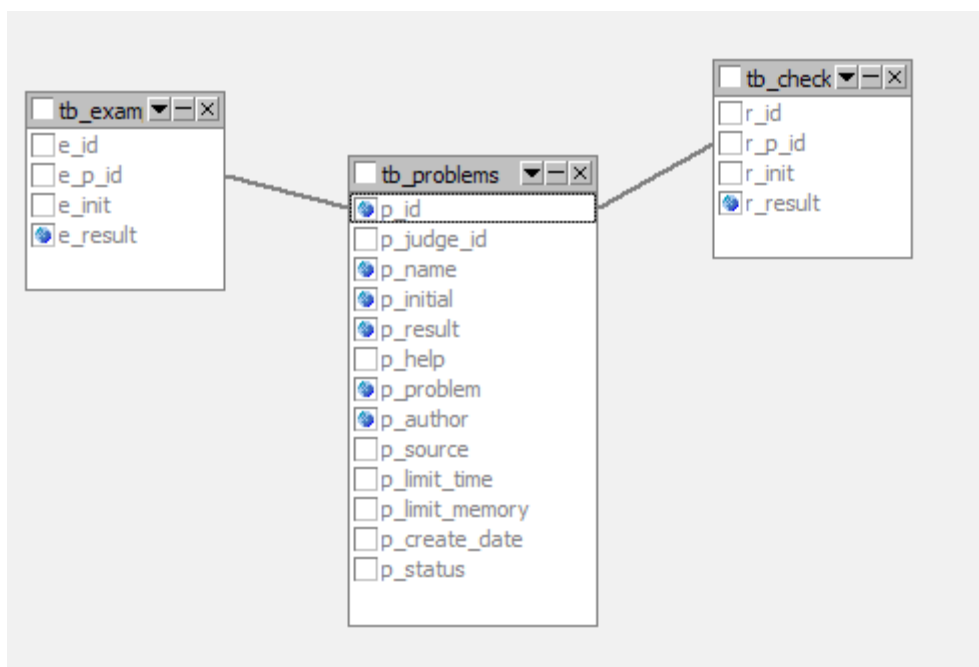 tb_exam
e_id
e_p_id
e_init
e_result
tb_problems
p_id
p_judge_id
p_name
p_initial
p_result
p_help
p_problem
p_author
p_source
p_limit_time
p_limit_memory
p_create_date
p_status
tb_check
r_id
r_p_id
r_init
r_result